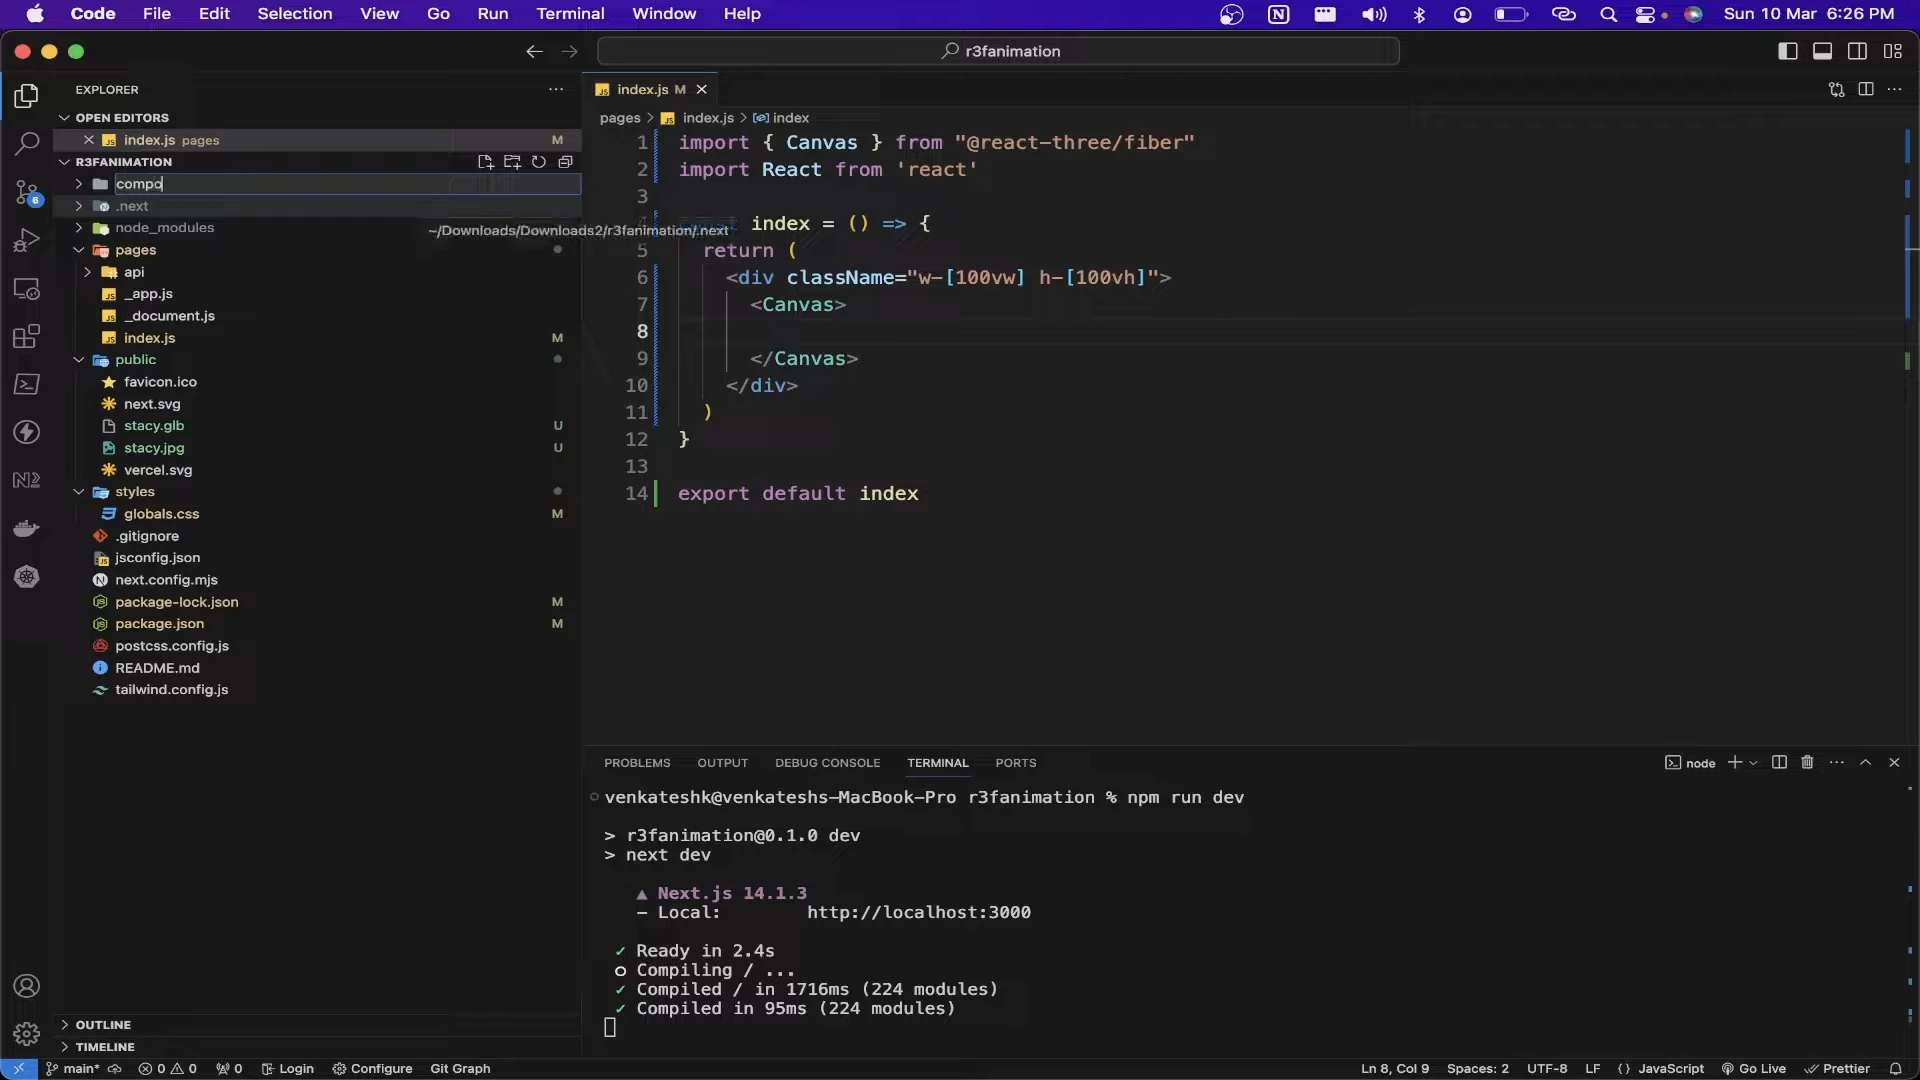 Code File Edit Selection View Go Run Terminal Window Help Sun 10 Mar 6:26 PM
r3fanimation
EXPLORER
OPEN EDITORS
index.js pages M
R3FANIMATION
compo
.next
node_modules
~/Downloads/Downloads2/r3fanimation/.next
pages
api
_app.js
_document.js
index.js M
public
favicon.ico
next.svg
stacy.glb U
stacy.jpg U
vercel.svg
styles
globals.css M
.gitignore
jsconfig.json
next.config.mjs
package-lock.json M
package.json M
postcss.config.js
README.md
tailwind.config.js
OUTLINE
TIMELINE
index.js M
pages > index.js > index
1 import { Canvas } from "@react-three/fiber"
2 import React from 'react'
3
index = () => {
5 return (
6 <div className="w-[100vw] h-[100vh]">
7 <Canvas>
8
9 </Canvas>
10 </div>
11 )
12 }
13
14 export default index
PROBLEMS OUTPUT DEBUG CONSOLE TERMINAL PORTS node
venkateshk@venkateshs-MacBook-Pro r3fanimation % npm run dev
> r3fanimation@0.1.0 dev
> next dev
▲ Next.js 14.1.3
- Local: http://localhost:3000
✓ Ready in 2.4s
○ Compiling / ...
✓ Compiled / in 1716ms (224 modules)
✓ Compiled in 95ms (224 modules)
main* 0 0 0 Login Configure Git Graph Ln 8, Col 9 Spaces: 2 UTF-8 LF {} JavaScript Go Live Prettier